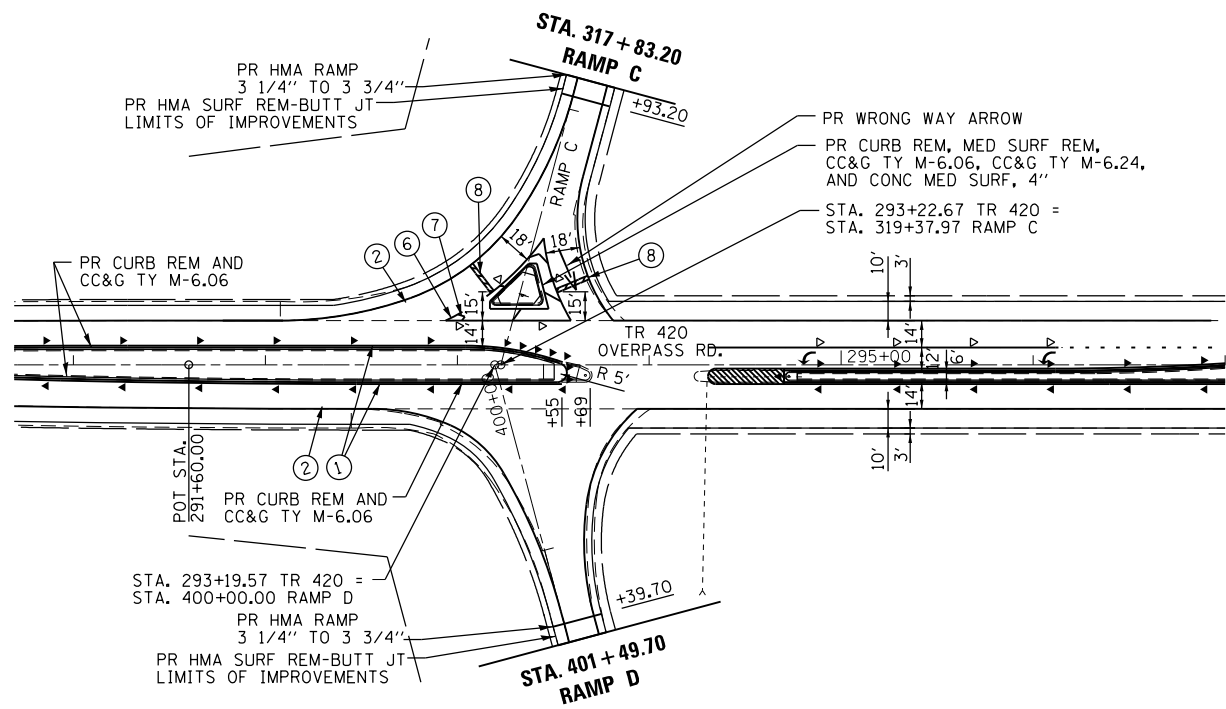 STA. 317 + 83.20
RAMP C
PR HMA RAMP
3 1/4" TO 3 3/4"
PR HMA SURF REM-BUTT JT
LIMITS OF IMPROVEMENTS
+93.20
PR WRONG WAY ARROW
PR CURB REM, MED SURF REM,
CC&G TY M-6.06, CC&G TY M-6.24,
AND CONC MED SURF, 4"
STA. 293+22.67 TR 420 =
STA. 319+37.97 RAMP C
RAMP C
8
7
6
2
18'
18'
8
15'
15'
14'
PR CURB REM AND
CC&G TY M-6.06
10'
3'
TR 420
OVERPASS RD.
14'
295+00
12'
6'
14'
R 5'
+55
+69
400+0
10'
3'
POT STA.
291+60.00
2
1
PR CURB REM AND
CC&G TY M-6.06
STA. 293+19.57 TR 420 =
STA. 400+00.00 RAMP D
PR HMA RAMP
3 1/4" TO 3 3/4"
PR HMA SURF REM-BUTT JT
LIMITS OF IMPROVEMENTS
+39.70
STA. 401 + 49.70
RAMP D